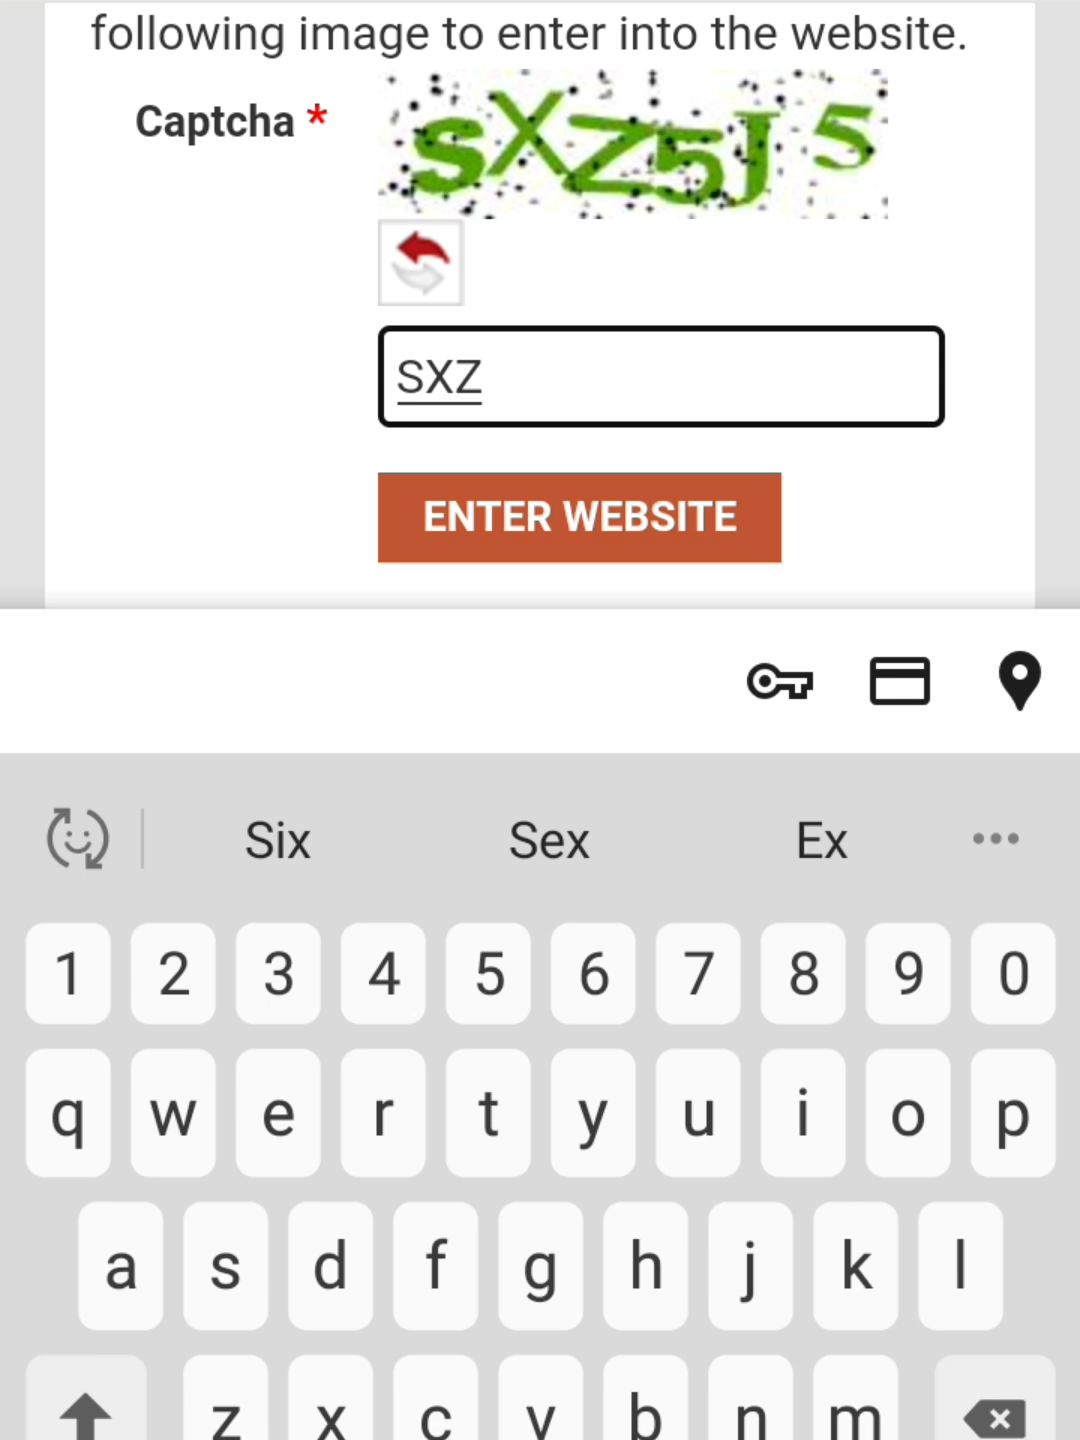 following image to enter into the website.
Captcha *
sXZ5J 5
SXZ
ENTER WEBSITE
Six Sex Ex
1 2 3 4 5 6 7 8 9 0
q w e r t y u i o p
a s d f g h j k l
z x c v b n m